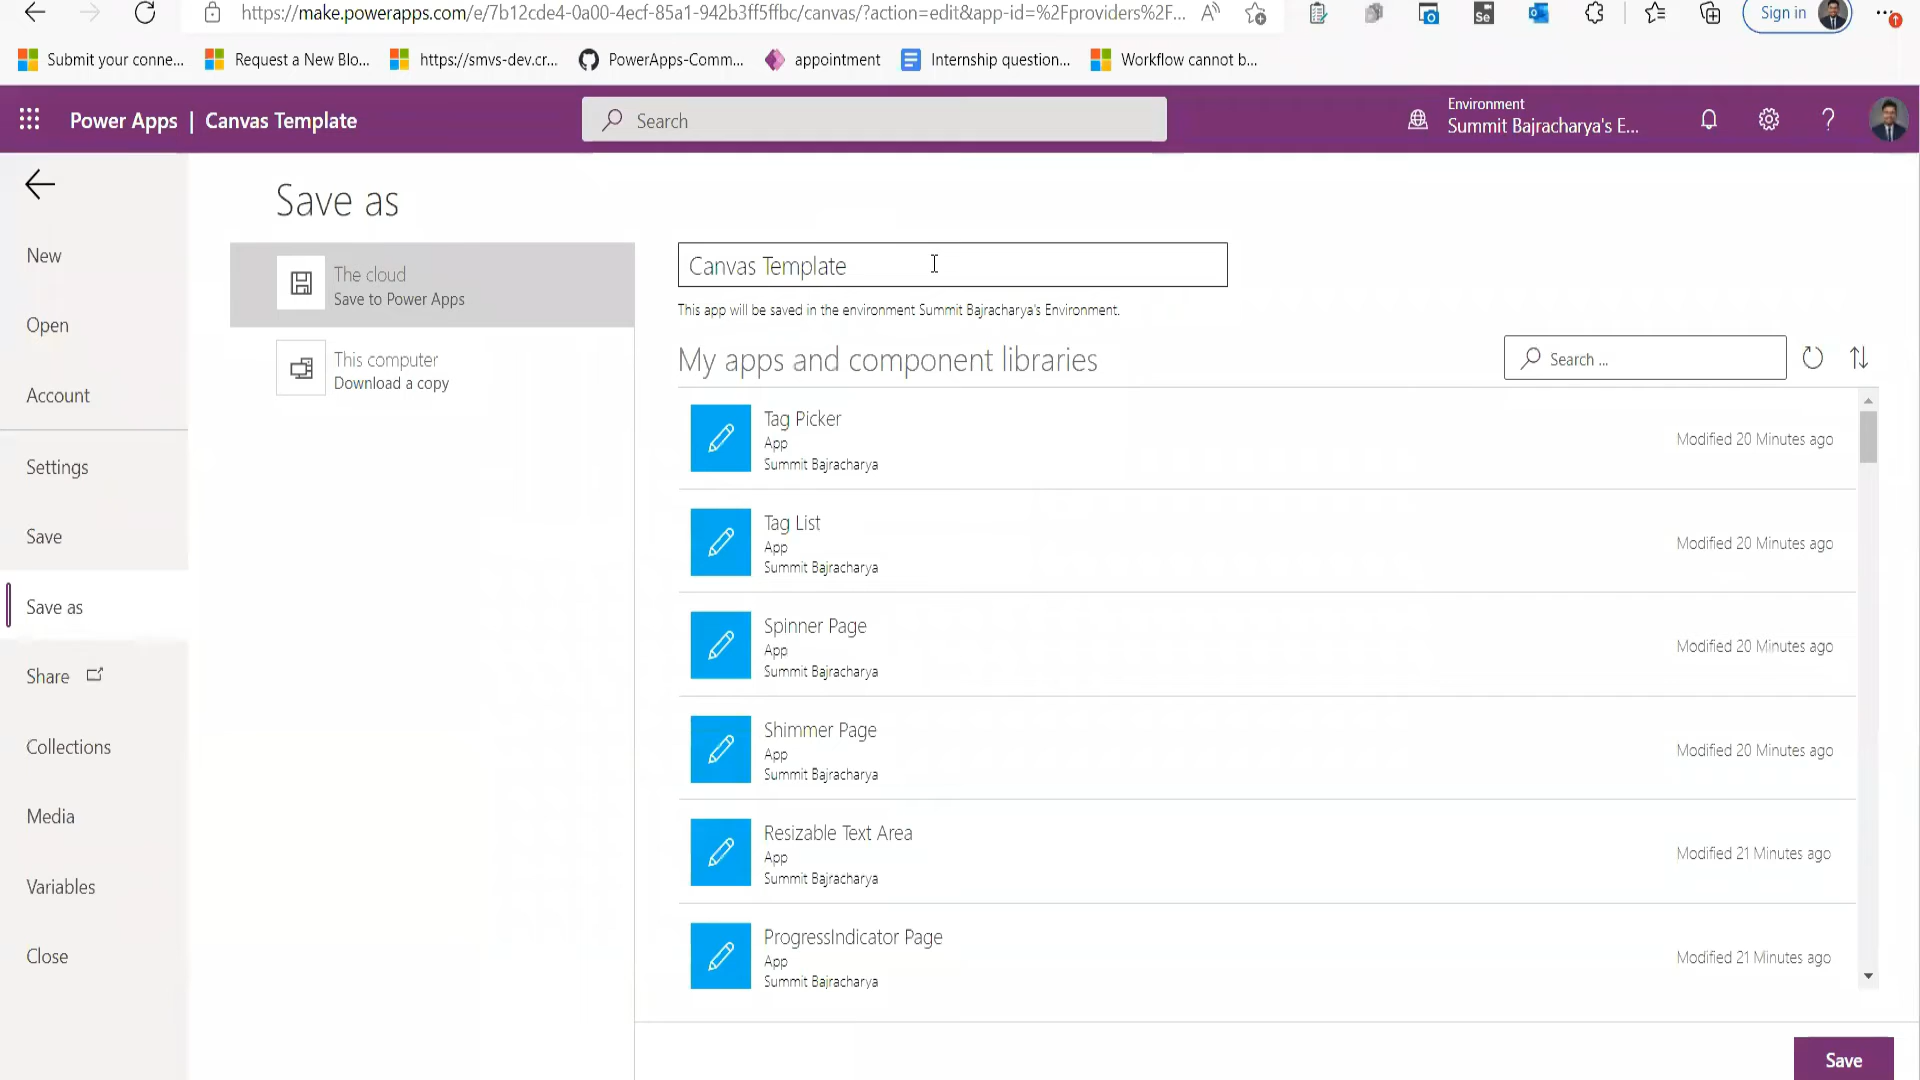 https://make.powerapps.com/e/7b12cde4-0a00-4ecf-85a1-942b3ff5ffbc/canvas/?action=edit&app-id=%2Fproviders%2F...
Sign in
Submit your conne...
Request a New Blo...
https://smvs-dev.cr...
PowerApps-Comm...
appointment
Internship question...
Workflow cannot b...
Power Apps | Canvas Template
Search
Environment
Summit Bajracharya's E...
Save as
New
Open
Account
Settings
Save
Save as
Share
Collections
Media
Variables
Close
The cloud
Save to Power Apps
This computer
Download a copy
Canvas Template
This app will be saved in the environment Summit Bajracharya's Environment.
My apps and component libraries
Search ...
Tag Picker
App
Summit Bajracharya
Modified 20 Minutes ago
Tag List
App
Summit Bajracharya
Modified 20 Minutes ago
Spinner Page
App
Summit Bajracharya
Modified 20 Minutes ago
Shimmer Page
App
Summit Bajracharya
Modified 20 Minutes ago
Resizable Text Area
App
Summit Bajracharya
Modified 21 Minutes ago
ProgressIndicator Page
App
Summit Bajracharya
Modified 21 Minutes ago
Save